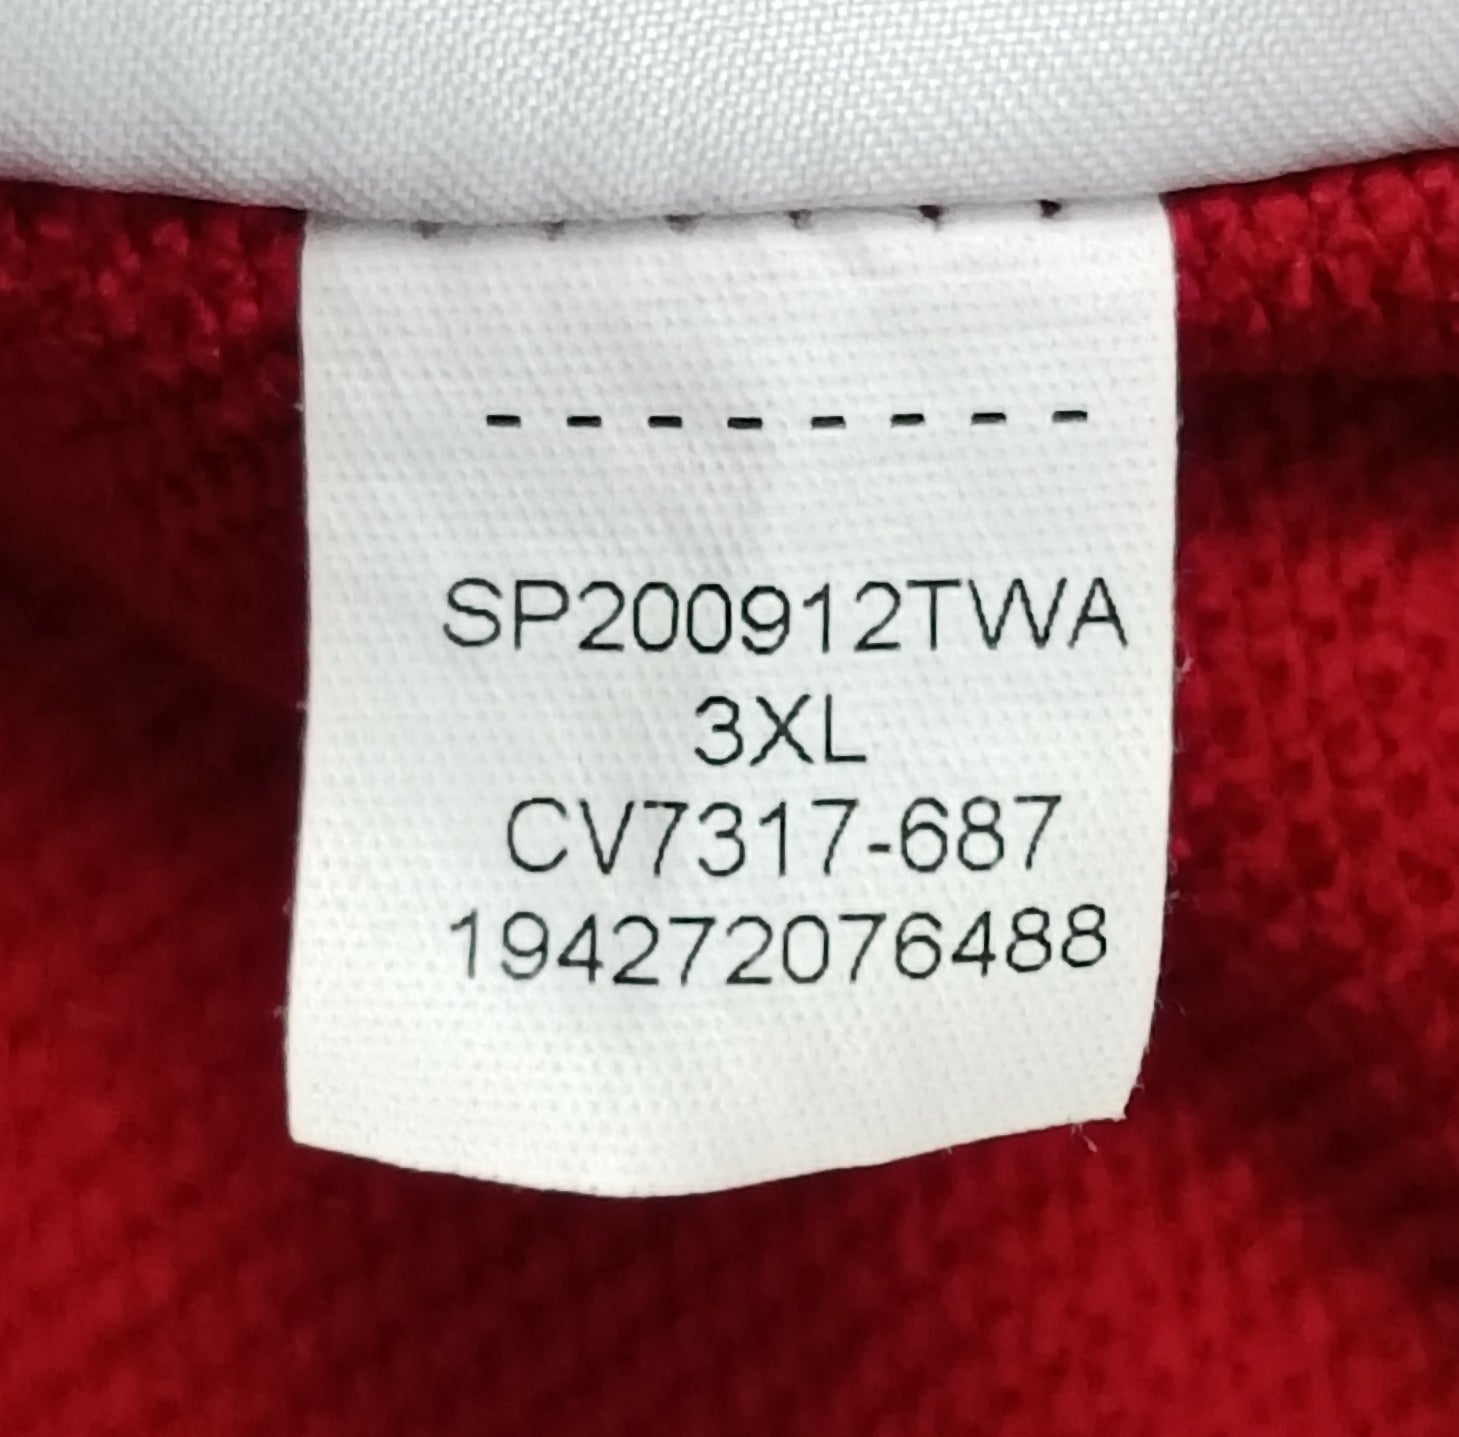 --------
SP200912TWA
3XL
CV7317-687
194272076488